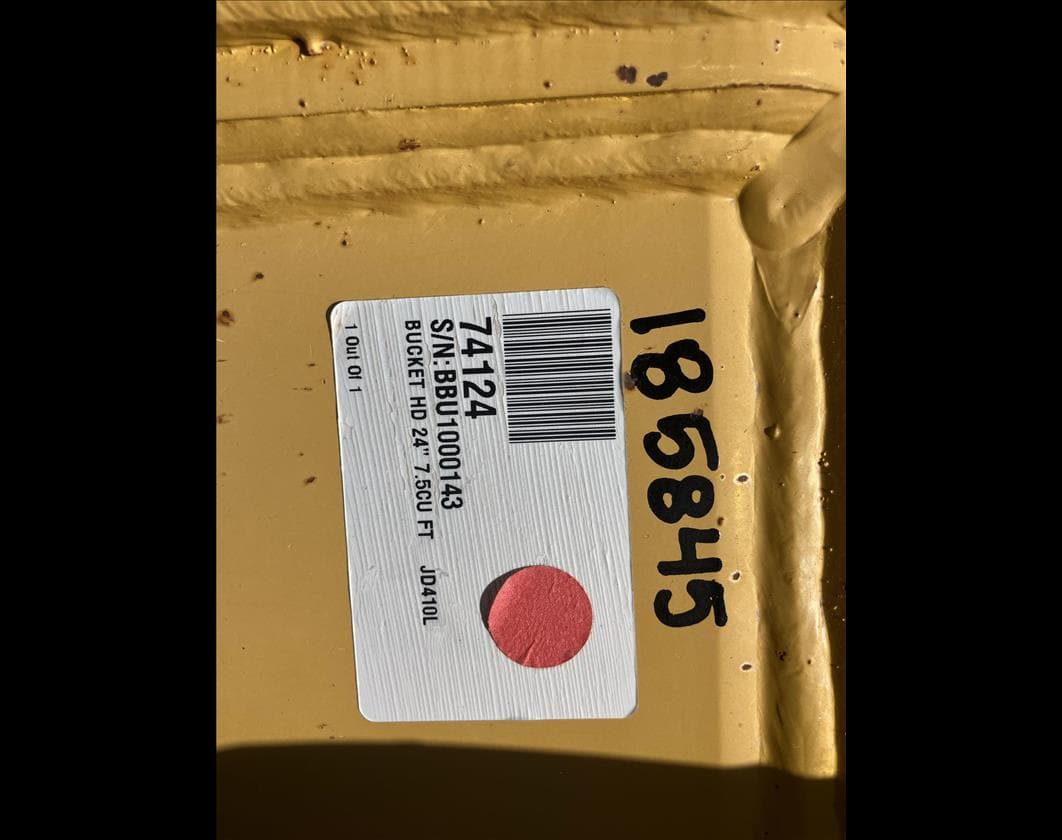 185845
74124
S/N:BBU1000143
BUCKET HD 24" 7.5CU FT JD410L
1 Out Of 1